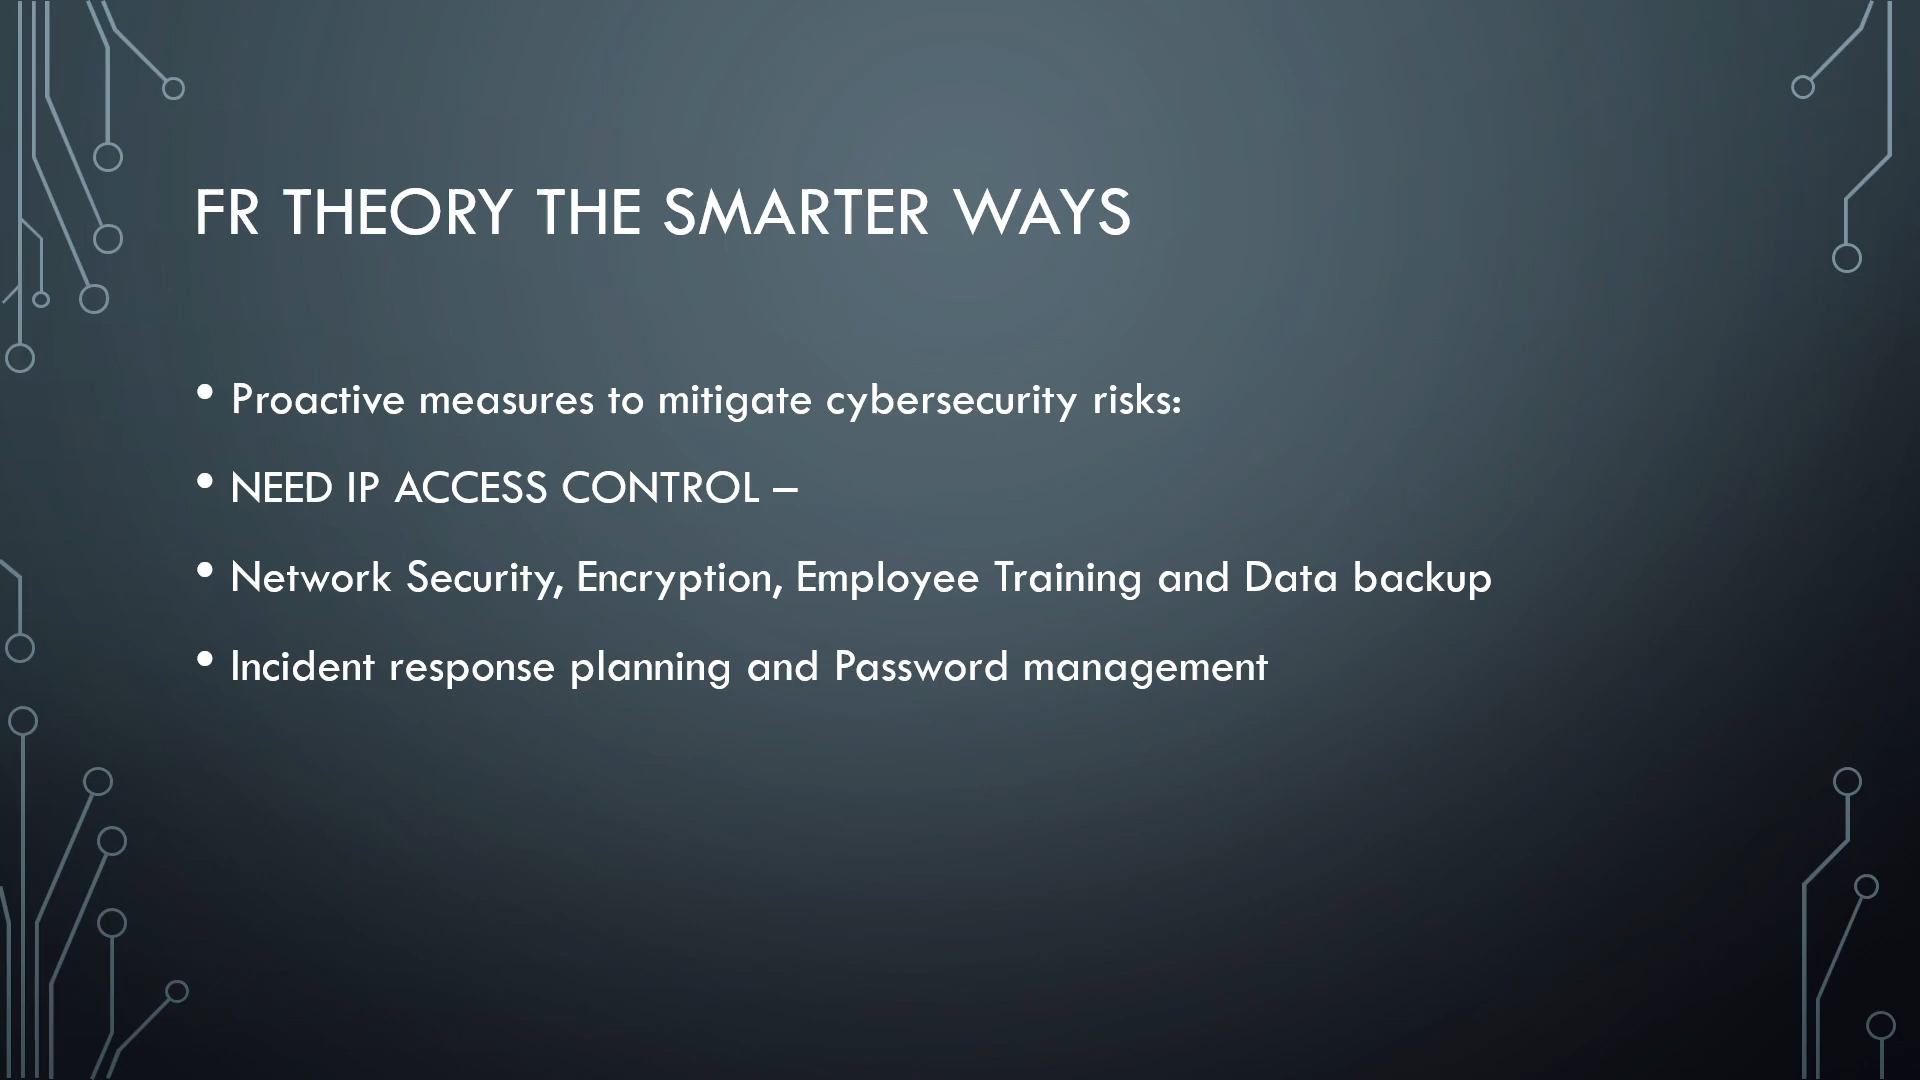 FR THEORY THE SMARTER WAYS
• Proactive measures to mitigate cybersecurity risks:
• NEED IP ACCESS CONTROL –
• Network Security, Encryption, Employee Training and Data backup
• Incident response planning and Password management